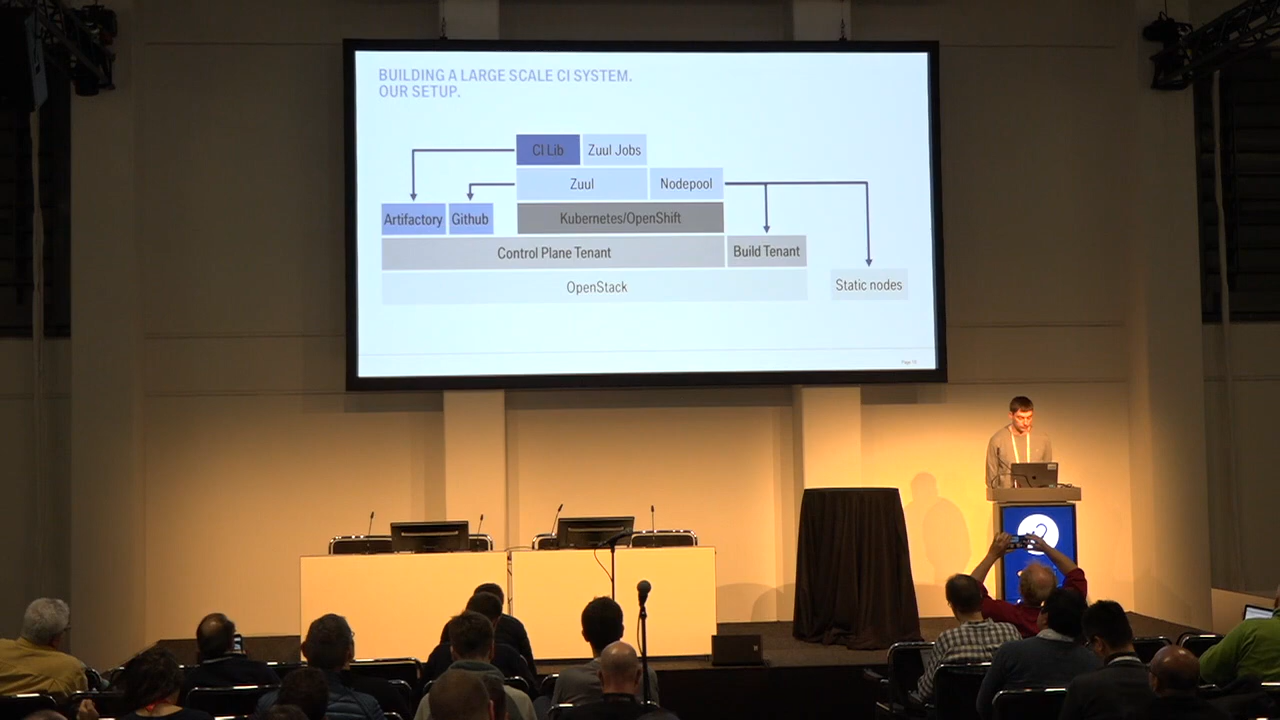 BUILDING A LARGE SCALE CI SYSTEM.
OUR SETUP.
CI Lib
Zuul Jobs
Zuul
Nodepool
Artifactory
Github
Kubernetes/OpenShift
Control Plane Tenant
Build Tenant
OpenStack
Static nodes